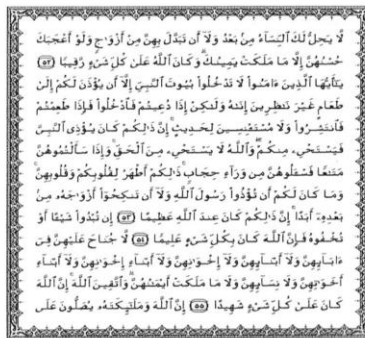 لَّا يَحِلُّ لَكَ ٱلنِّسَآءُ مِنۢ بَعْدُ وَلَآ أَن تَبَدَّلَ بِهِنَّ مِنْ أَزْوَٰجٍ وَلَوْ أَعْجَبَكَ
حُسْنُهُنَّ إِلَّا مَا مَلَكَتْ يَمِينُكَ ۗ وَكَانَ ٱللَّهُ عَلَىٰ كُلِّ شَىْءٍ رَّقِيبًا ﴿٥٢﴾
يَـٰٓأَيُّهَا ٱلَّذِينَ ءَامَنُوا۟ لَا تَدْخُلُوا۟ بُيُوتَ ٱلنَّبِىِّ إِلَّآ أَن يُؤْذَنَ لَكُمْ إِلَىٰ
طَعَامٍ غَيْرَ نَـٰظِرِينَ إِنَىٰهُ وَلَـٰكِنْ إِذَا دُعِيتُمْ فَٱدْخُلُوا۟ فَإِذَا طَعِمْتُمْ
فَٱنتَشِرُوا۟ وَلَا مُسْتَـْٔنِسِينَ لِحَدِيثٍ ۚ إِنَّ ذَٰلِكُمْ كَانَ يُؤْذِى ٱلنَّبِىَّ
فَيَسْتَحْىِۦ مِنكُمْ ۖ وَٱللَّهُ لَا يَسْتَحْىِۦ مِنَ ٱلْحَقِّ ۚ وَإِذَا سَأَلْتُمُوهُنَّ
مَتَـٰعًا فَسْـَٔلُوهُنَّ مِن وَرَآءِ حِجَابٍ ۚ ذَٰلِكُمْ أَطْهَرُ لِقُلُوبِكُمْ وَقُلُوبِهِنَّ ۚ
وَمَا كَانَ لَكُمْ أَن تُؤْذُوا۟ رَسُولَ ٱللَّهِ وَلَآ أَن تَنكِحُوٓا۟ أَزْوَٰجَهُۥ مِنۢ
بَعْدِهِۦٓ أَبَدًا ۚ إِنَّ ذَٰلِكُمْ كَانَ عِندَ ٱللَّهِ عَظِيمًا ﴿٥٣﴾ إِن تُبْدُوا۟ شَيْـًٔا أَوْ
تُخْفُوهُ فَإِنَّ ٱللَّهَ كَانَ بِكُلِّ شَىْءٍ عَلِيمًا ﴿٥٤﴾ لَّا جُنَاحَ عَلَيْهِنَّ فِىٓ
ءَابَآئِهِنَّ وَلَآ أَبْنَآئِهِنَّ وَلَآ إِخْوَٰنِهِنَّ وَلَآ أَبْنَآءِ إِخْوَٰنِهِنَّ وَلَآ أَبْنَآءِ
أَخَوَٰتِهِنَّ وَلَا نِسَآئِهِنَّ وَلَا مَا مَلَكَتْ أَيْمَـٰنُهُنَّ ۗ وَٱتَّقِينَ ٱللَّهَ ۚ إِنَّ ٱللَّهَ
كَانَ عَلَىٰ كُلِّ شَىْءٍ شَهِيدًا ﴿٥٥﴾ إِنَّ ٱللَّهَ وَمَلَـٰٓئِكَتَهُۥ يُصَلُّونَ عَلَى